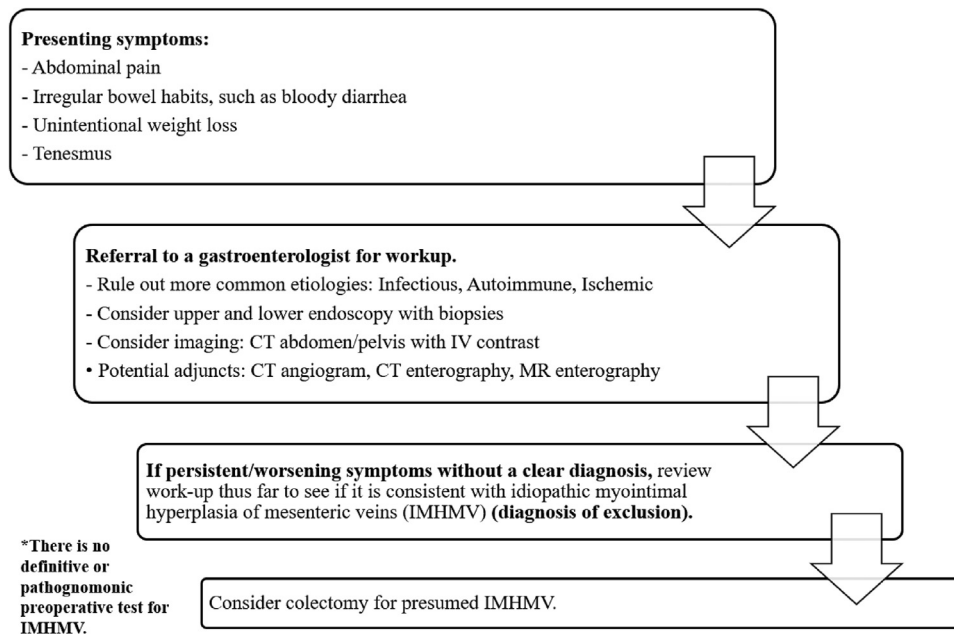 Presenting symptoms:
- Abdominal pain
- Irregular bowel habits, such as bloody diarrhea
- Unintentional weight loss
- Tenesmus
Referral to a gastroenterologist for workup.
- Rule out more common etiologies: Infectious, Autoimmune, Ischemic
- Consider upper and lower endoscopy with biopsies
- Consider imaging: CT abdomen/pelvis with IV contrast
• Potential adjuncts: CT angiogram, CT enterography, MR enterography
If persistent/worsening symptoms without a clear diagnosis, review
work-up thus far to see if it is consistent with idiopathic myointimal
hyperplasia of mesenteric veins (IMHMV) (diagnosis of exclusion).
*There is no
definitive or
pathognomonic
preoperative test for
IMHMV.
Consider colectomy for presumed IMHMV.